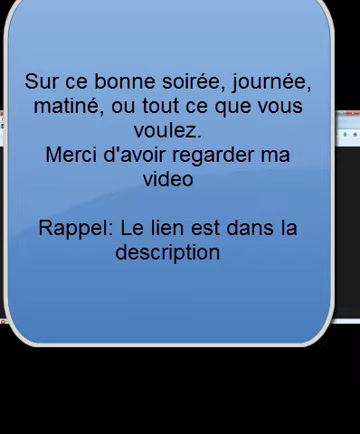 Sur ce bonne soirée, journée,
matiné, ou tout ce que vous
voulez.
Merci d'avoir regarder ma
video
Rappel: Le lien est dans la
description